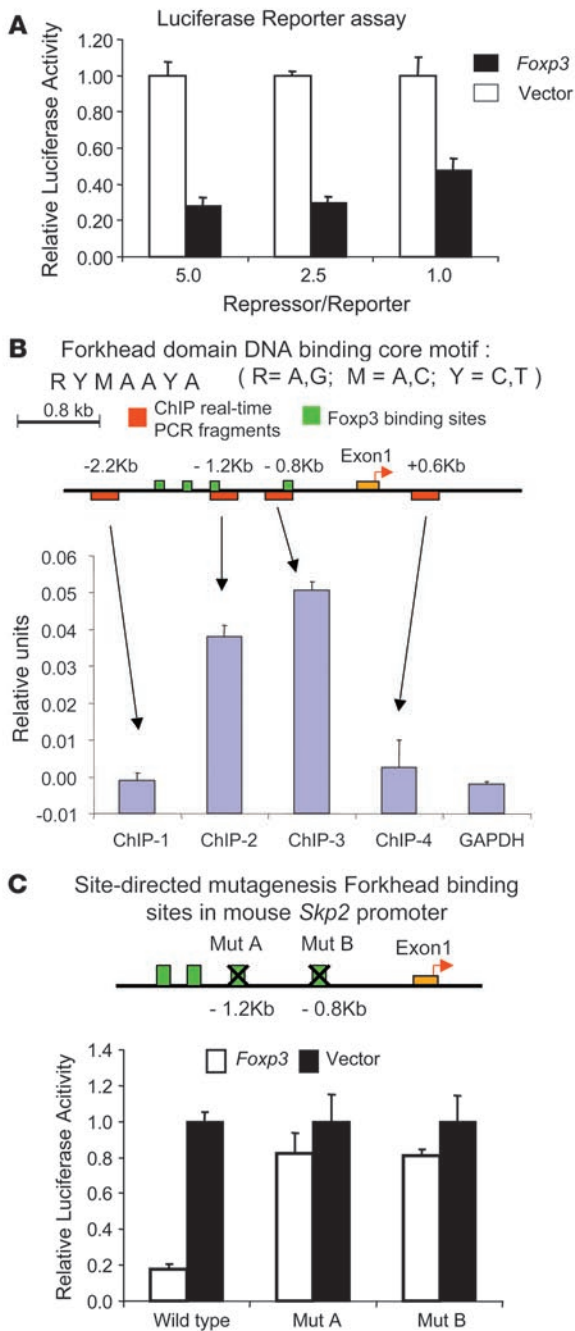 A
Luciferase Reporter assay
Relative Luciferase Activity
1.20
1.00
0.80
0.60
0.40
0.20
0.00
Foxp3
Vector
5.0 2.5 1.0
Repressor/Reporter
B
Forkhead domain DNA binding core motif :
R Y M A A Y A ( R= A,G; M = A,C; Y = C,T )
0.8 kb
ChIP real-time
PCR fragments
Foxp3 binding sites
-2.2Kb - 1.2Kb - 0.8Kb Exon1 +0.6Kb
Relative units
0.06
0.05
0.04
0.03
0.02
0.01
0.00
-0.01
ChIP-1 ChIP-2 ChIP-3 ChIP-4 GAPDH
C
Site-directed mutagenesis Forkhead binding
sites in mouse Skp2 promoter
Mut A Mut B Exon1
- 1.2Kb - 0.8Kb
Relative Luciferase Acitivity
1.4
1.2
1.0
0.8
0.6
0.4
0.2
0.0
Foxp3 Vector
Wild type Mut A Mut B